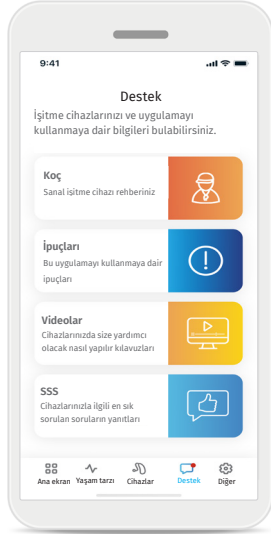 9:41
Destek
İşitme cihazlarınızı ve uygulamayı
kullanmaya dair bilgileri bulabilirsiniz.
Koç
Sanal işitme cihazı rehberiniz
İpuçları
Bu uygulamayı kullanmaya dair
ipuçları
Videolar
Cihazlarınızda size yardımcı
olacak nasıl yapılır kılavuzları
SSS
Cihazlarınızla ilgili en sık
sorulan soruların yanıtları
Ana ekran Yaşam tarzı Cihazlar Destek Diğer